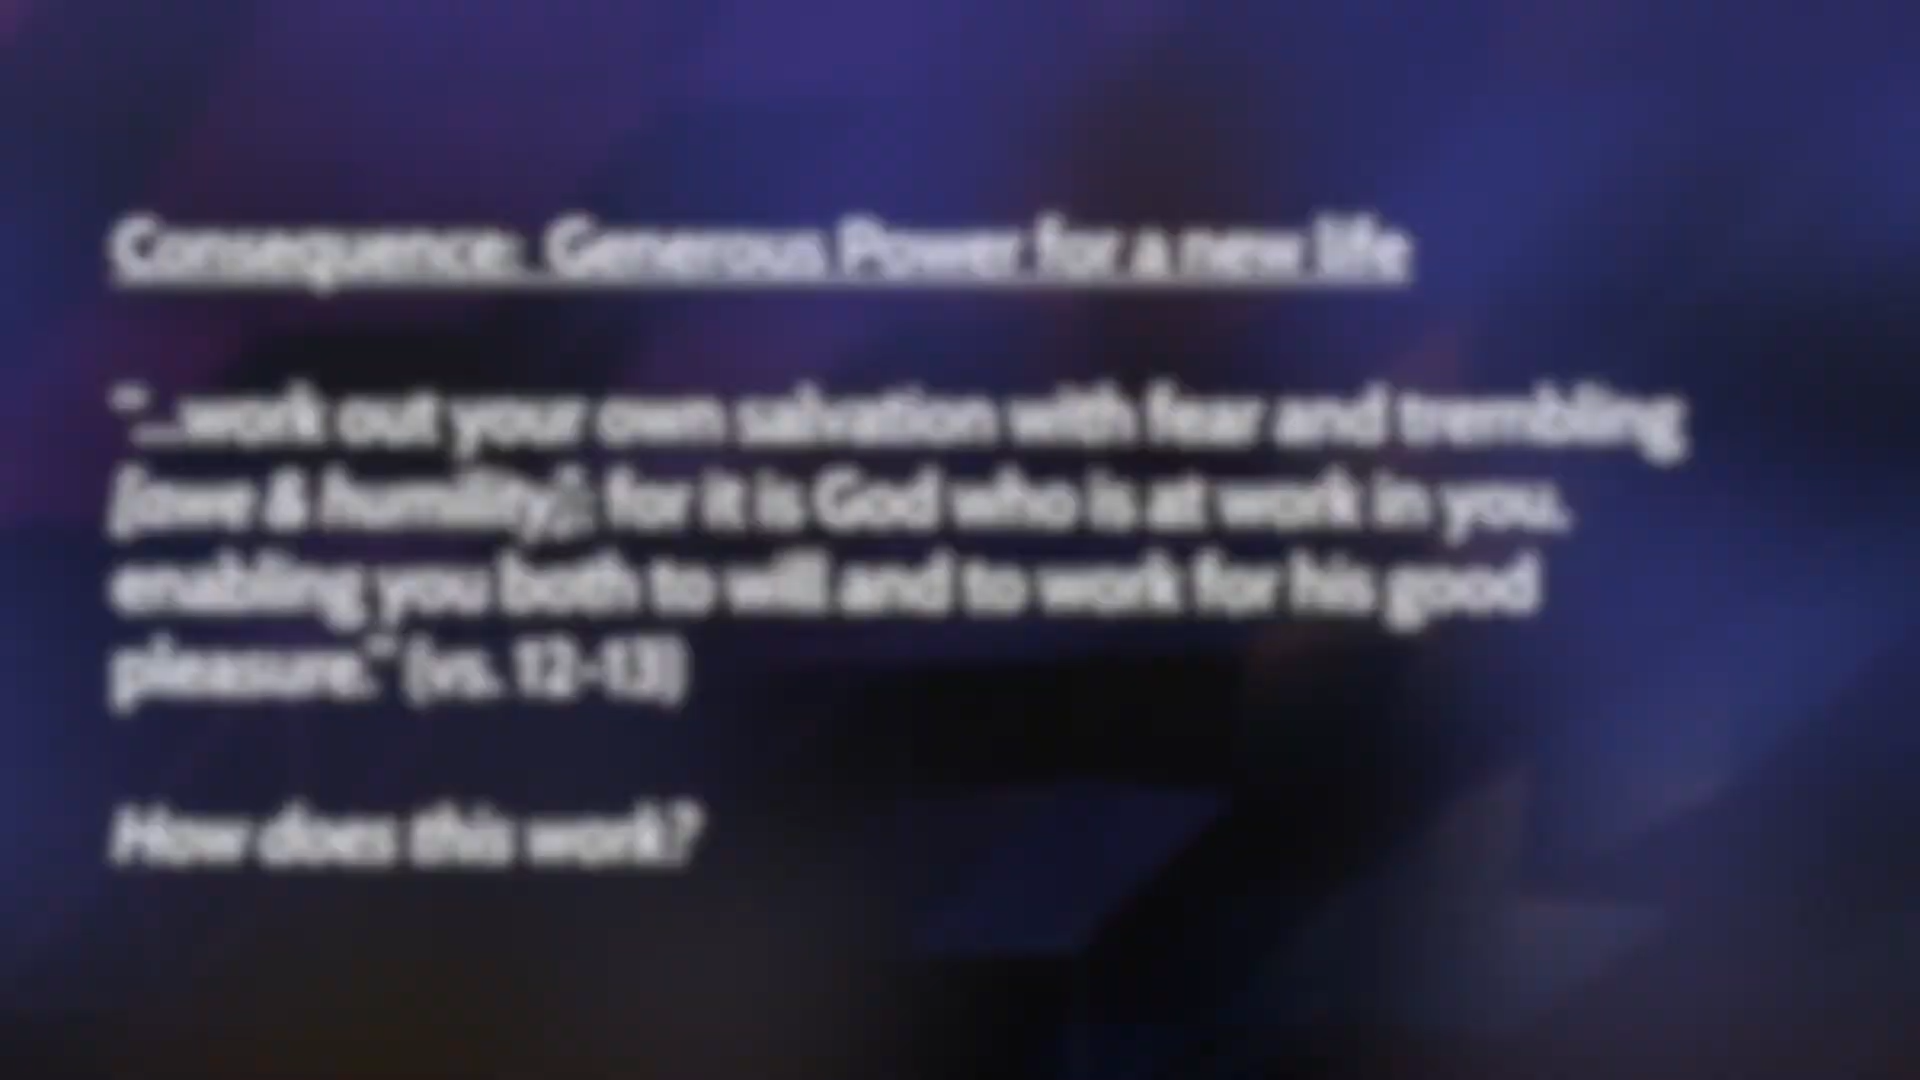 Consequence: Generous Power for a new life
"...work out your own salvation with fear and trembling
[awe & humility]; for it is God who is at work in you,
enabling you both to will and to work for his good
pleasure." (vs. 12-13)
How does this work?